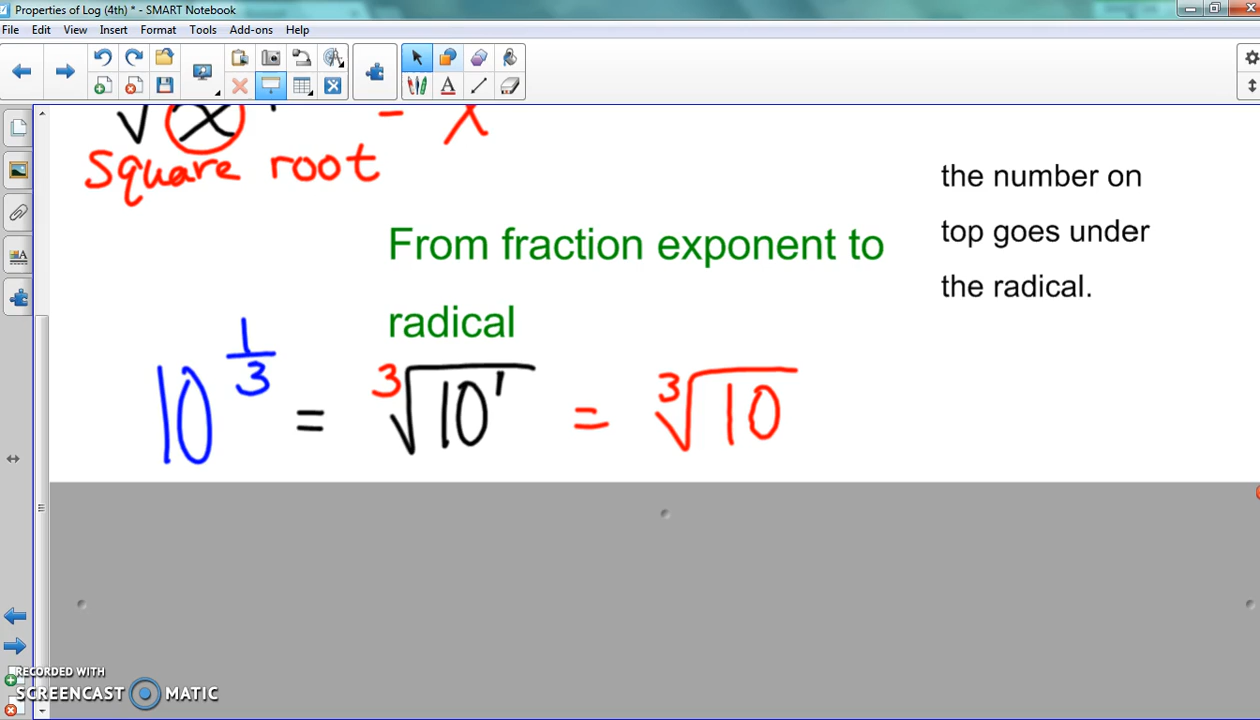 Properties of Log (4th) * - SMART Notebook
File Edit View Insert Format Tools Add-ons Help
√x = x
Square root
the number on
top goes under
the radical.
From fraction exponent to
radical
10^(1/3) = ∛10¹ = ∛10
RECORDED WITH
SCREENCAST MATIC